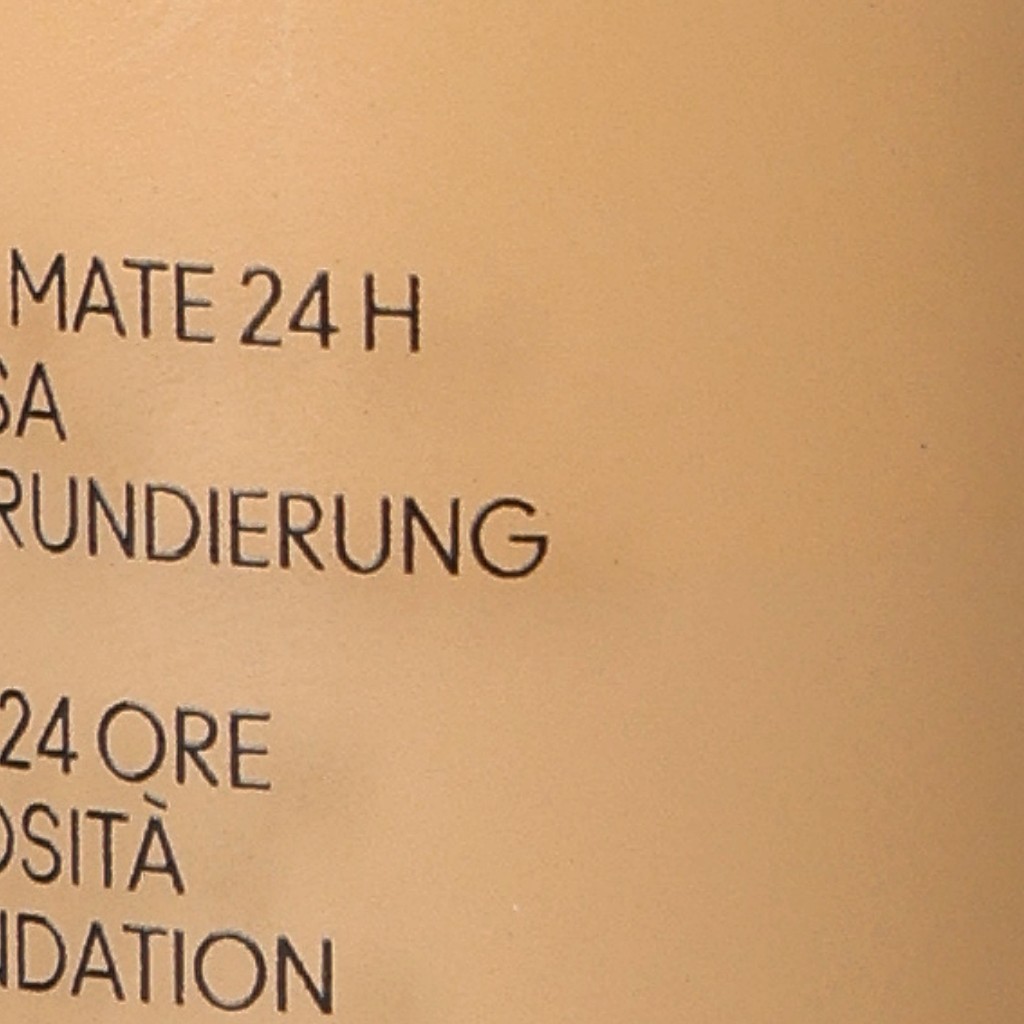 MATE 24 H
SA
RUNDIERUNG
24 ORE
OSITÀ
NDATION